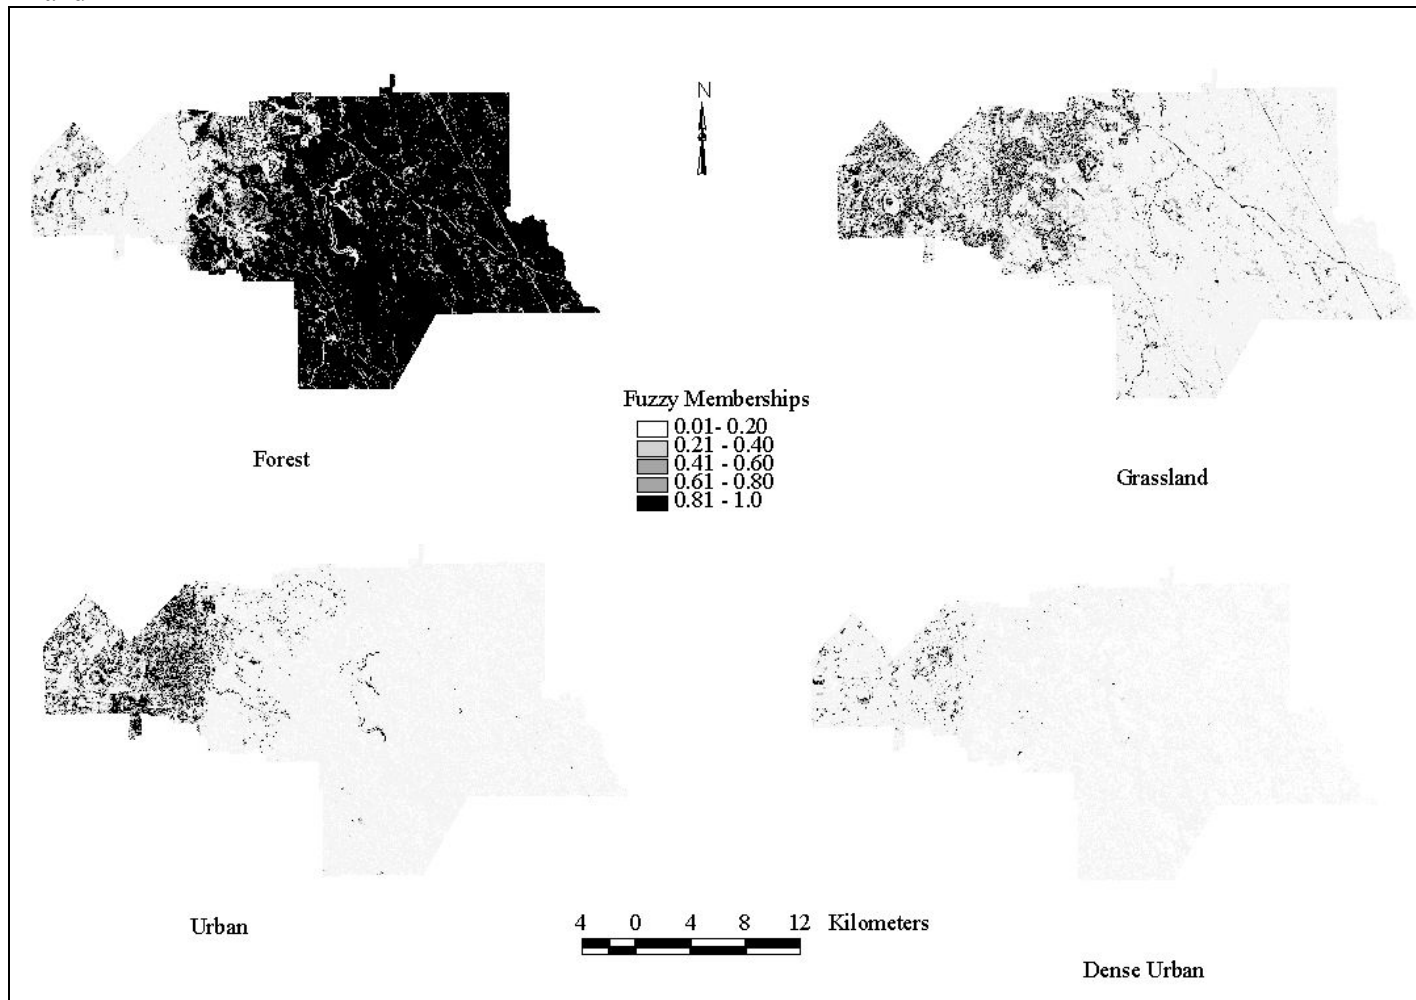 N
Fuzzy Memberships
0.01- 0.20
0.21 - 0.40
0.41 - 0.60
0.61 - 0.80
0.81 - 1.0
Forest
Grassland
Urban
4 0 4 8 12 Kilometers
Dense Urban